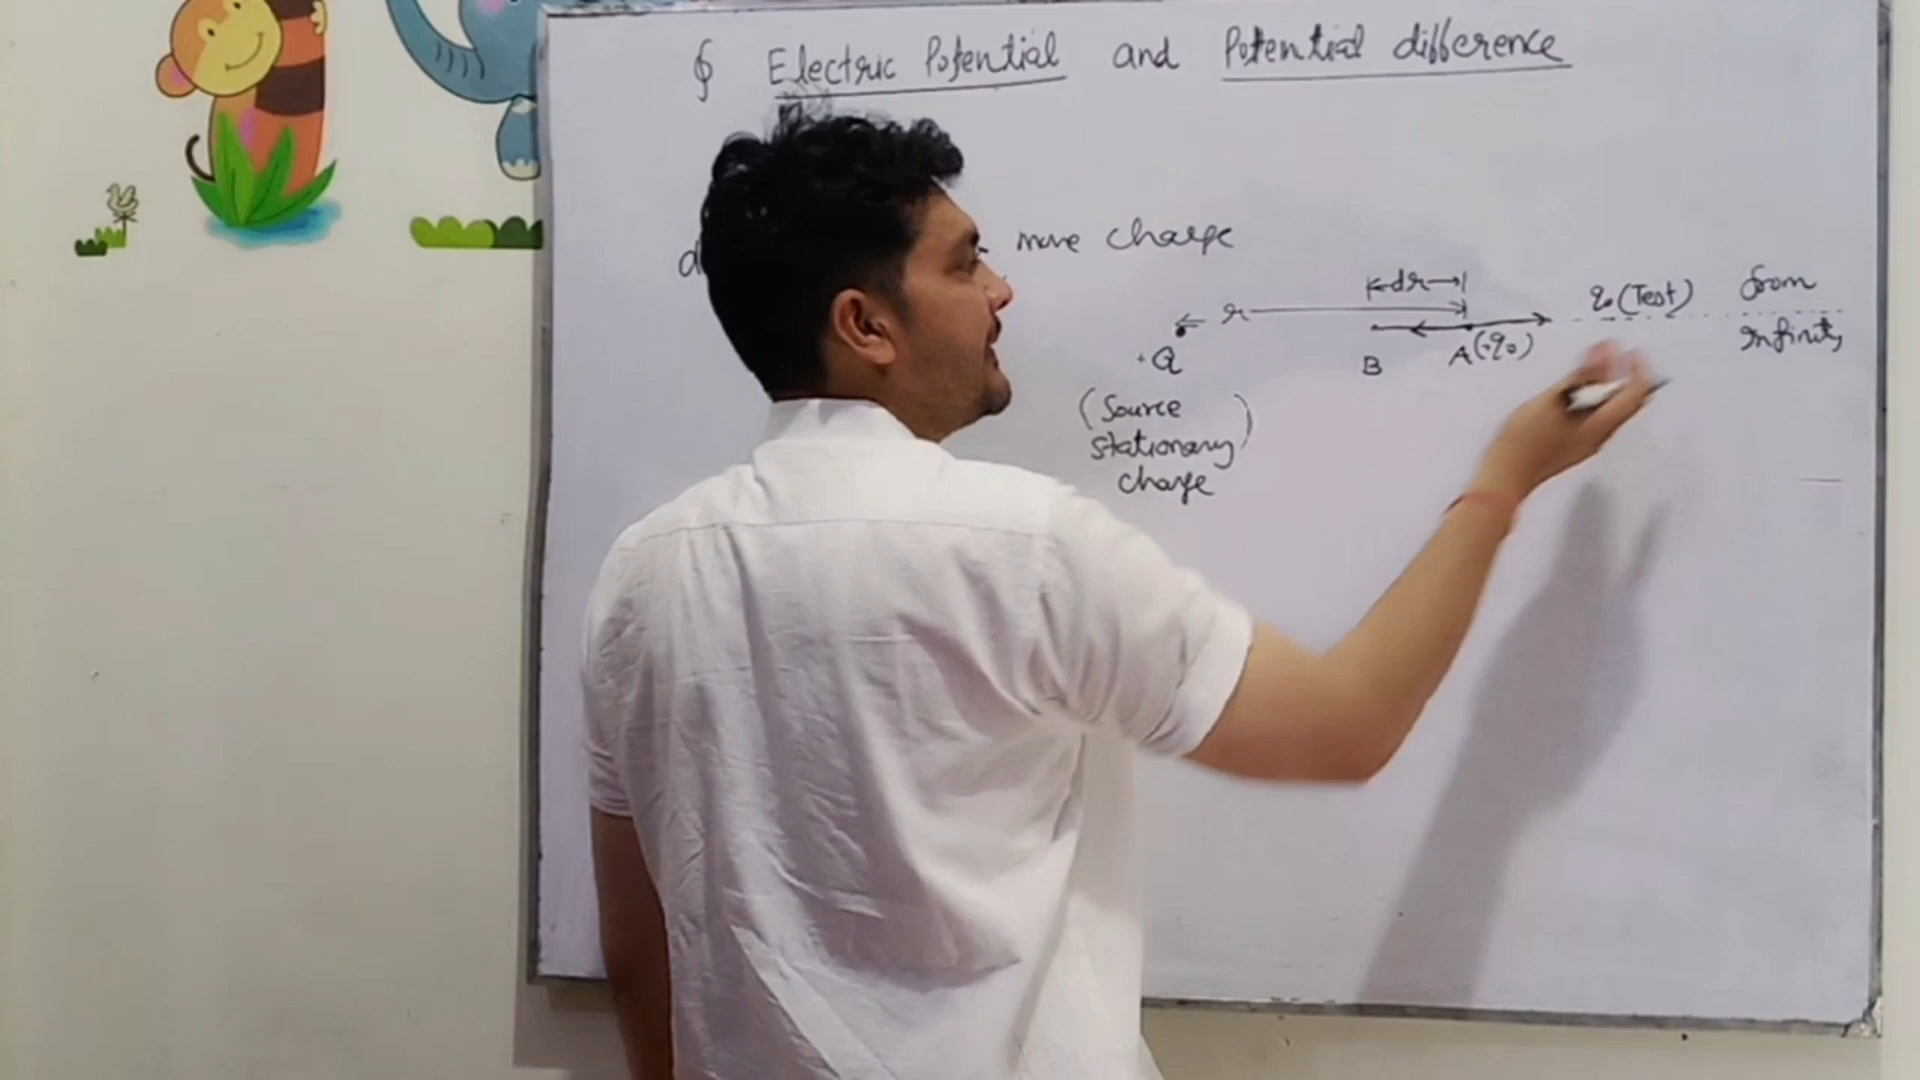 ∮ Electric Potential and Potential difference
d
move charge
dr
r
q₀ (Test) from
infinity
+Q
B
A(+q₀)
(Source
stationary)
charge